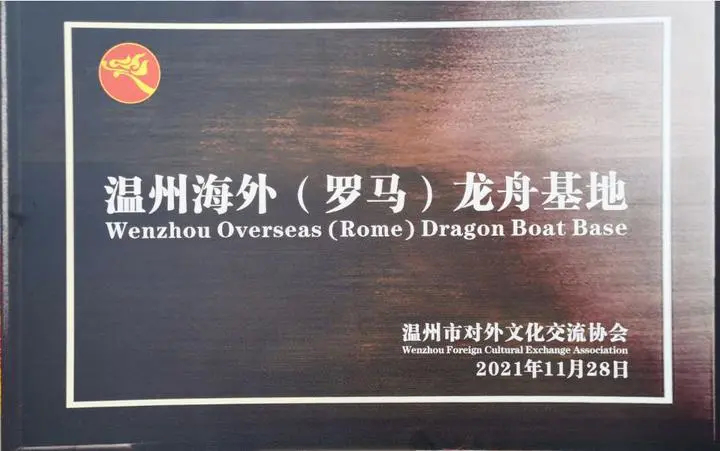 温州海外（罗马）龙舟基地
Wenzhou Overseas (Rome) Dragon Boat Base
温州市对外文化交流协会
Wenzhou Foreign Cultural Exchange Association
2021年11月28日